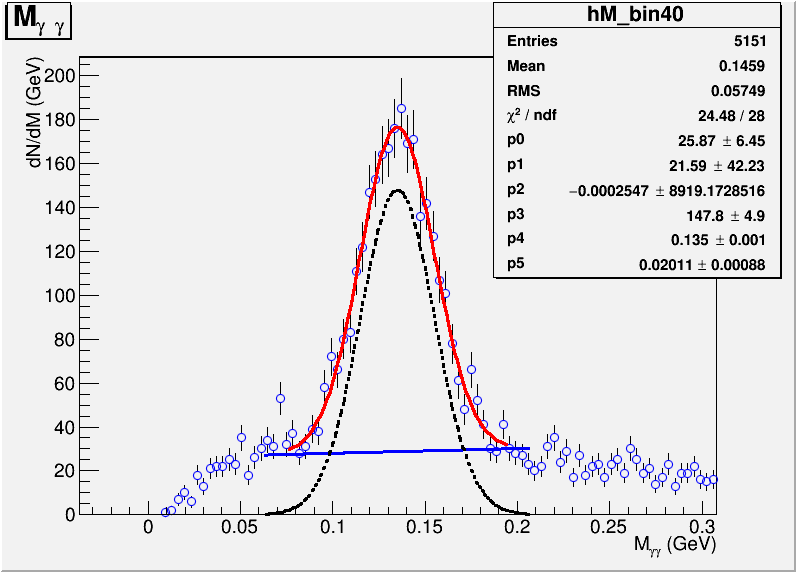 M γ γ
hM_bin40
Entries 5151
Mean 0.1459
RMS 0.05749
χ² / ndf 24.48 / 28
p0 25.87 ± 6.45
p1 21.59 ± 42.23
p2 −0.0002547 ± 8919.1728516
p3 147.8 ± 4.9
p4 0.135 ± 0.001
p5 0.02011 ± 0.00088
dN/dM (GeV)
200
180
160
140
120
100
80
60
40
20
0
0 0.05 0.1 0.15 0.2 0.25 0.3
Mγγ (GeV)